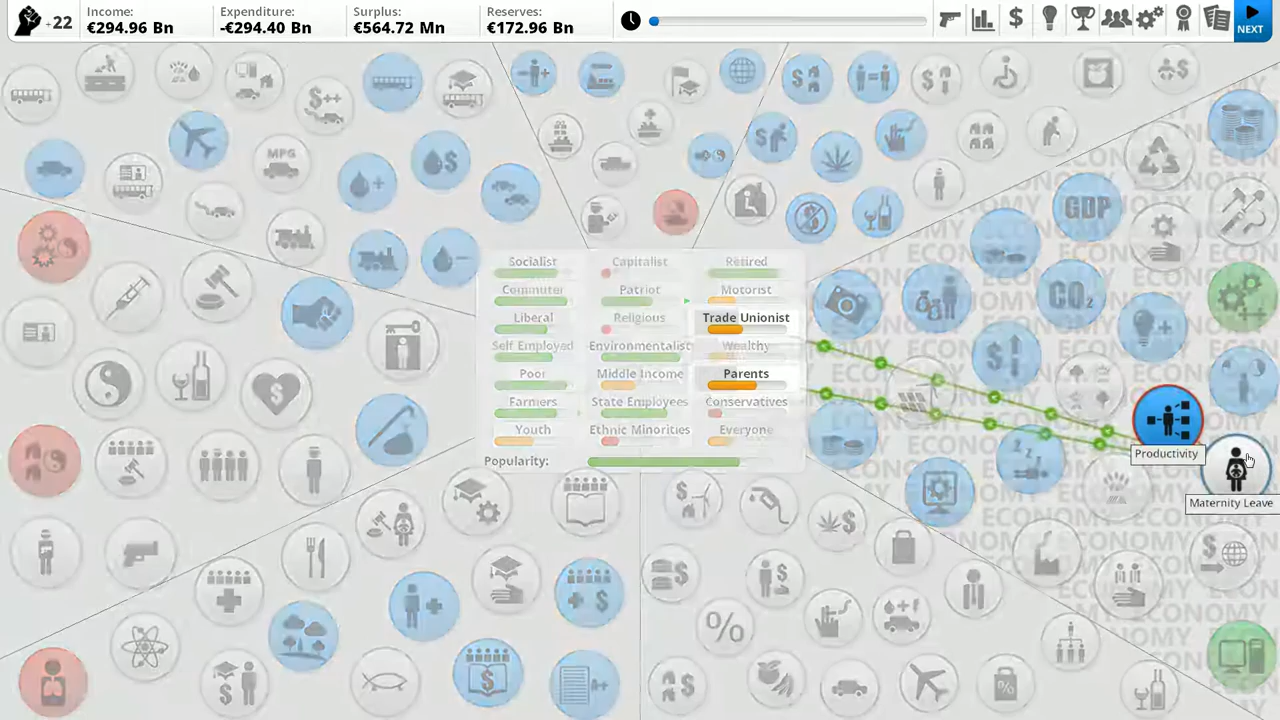 +22
Income:
€294.96 Bn
Expenditure:
-€294.40 Bn
Surplus:
€564.72 Mn
Reserves:
€172.96 Bn
NEXT
MPG
GDP
CO₂
ECONOMY
Socialist
Capitalist
Retired
Commuter
Patriot
Motorist
Liberal
Religious
Trade Unionist
Self Employed
Environmentalist
Wealthy
Poor
Middle Income
Parents
Farmers
State Employees
Conservatives
Youth
Ethnic Minorities
Everyone
Popularity:
Productivity
Maternity Leave